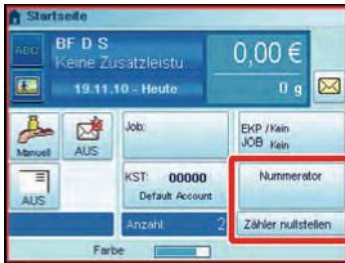 Startseite
ABC
BF D S
Keine Zusatzleistu...
0,00 €
19.11.10 - Heute
0 g
Manuell
AUS
Job:
EKP / Kein
JOB Kein
AUS
KST: 00000
Default Account
Nummerator
Anzahl: 2
Zähler nullstellen
Farbe